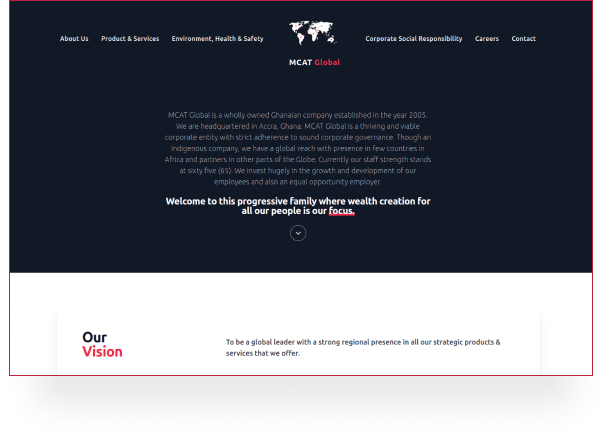 About Us
Product & Services
Environment, Health & Safety
MCAT Global
Corporate Social Responsibility
Careers
Contact
MCAT Global is a wholly owned Ghanaian company established in the year 2005.
We are headquartered in Accra, Ghana. MCAT Global is a thriving and viable
corporate entity with strict adherence to sound corporate governance. Though an
indigenous company, we have a global reach with presence in few countries in
Africa and partners in other parts of the Globe. Currently our staff strength stands
at sixty five (65). We invest hugely in the growth and development of our
employees and also an equal opportunity employer.
Welcome to this progressive family where wealth creation for
all our people is our focus.
Our
Vision
To be a global leader with a strong regional presence in all our strategic products &
services that we offer.